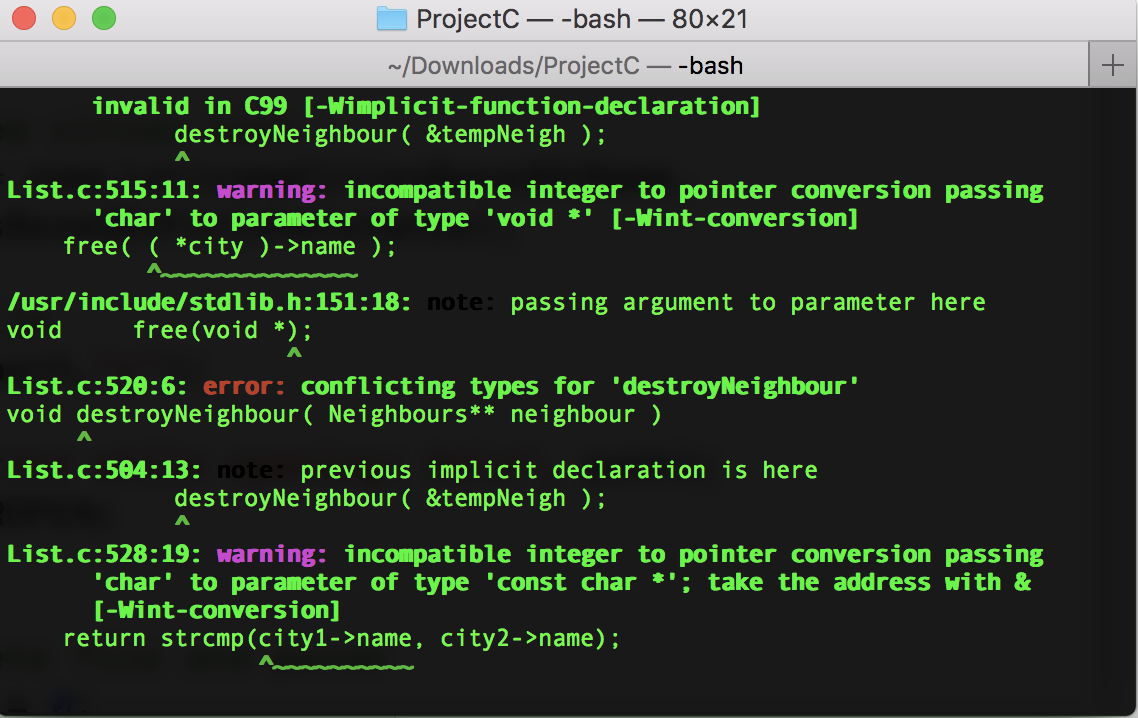 ProjectC — -bash — 80×21
~/Downloads/ProjectC — -bash
invalid in C99 [-Wimplicit-function-declaration]
destroyNeighbour( &tempNeigh );
^
List.c:515:11: warning: incompatible integer to pointer conversion passing
'char' to parameter of type 'void *' [-Wint-conversion]
free( ( *city )->name );
^~~~~~~~~~~~~~~
/usr/include/stdlib.h:151:18: note: passing argument to parameter here
void     free(void *);
^
List.c:520:6: error: conflicting types for 'destroyNeighbour'
void destroyNeighbour( Neighbours** neighbour )
^
List.c:504:13: note: previous implicit declaration is here
destroyNeighbour( &tempNeigh );
^
List.c:528:19: warning: incompatible integer to pointer conversion passing
'char' to parameter of type 'const char *'; take the address with &
[-Wint-conversion]
return strcmp(city1->name, city2->name);
^~~~~~~~~~~